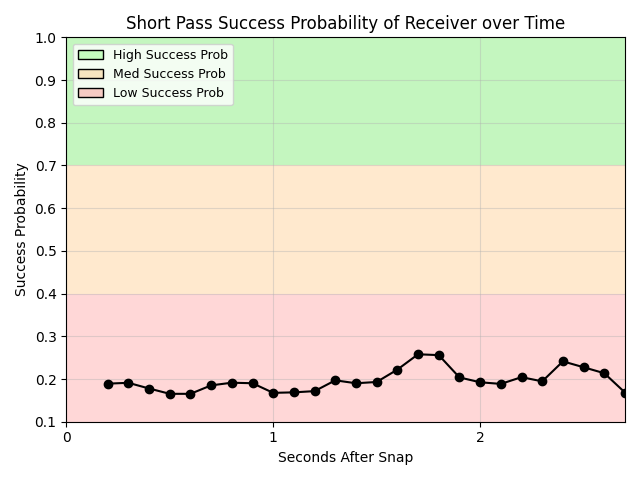 Short Pass Success Probability of Receiver over Time
1.0
0.9
0.8
0.7
0.6
0.5
0.4
0.3
0.2
0.1
High Success Prob
Med Success Prob
Low Success Prob
Success Probability
0
1
2
Seconds After Snap